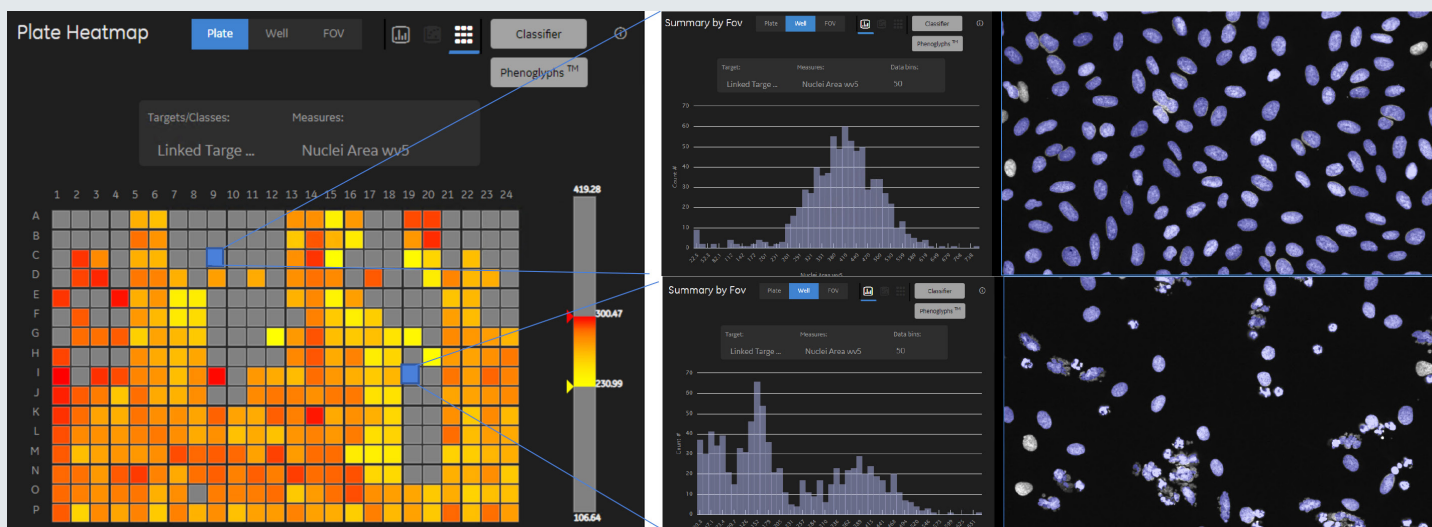 Plate Heatmap
Plate Well FOV
Classifier
Phenoglyphs TM
Targets/Classes: Measures:
Linked Targe ... Nuclei Area wv5
1 2 3 4 5 6 7 8 9 10 11 12 13 14 15 16 17 18 19 20 21 22 23 24
A
B
C
D
E
F
G
H
I
J
K
L
M
N
O
P
419.28
300.47
230.99
106.64
Summary by Fov
Plate Well FOV
Classifier
Phenoglyphs TM
Target: Measures: Data bins:
Linked Targe ... Nuclei Area wv5 50
Count #
70
60
50
40
30
20
10
0
Nuclei Area wv5
Summary by Fov
Plate Well FOV
Classifier
Phenoglyphs TM
Target: Measures: Data bins:
Linked Targe ... Nuclei Area wv5 50
Count #
70
60
50
40
30
20
10
0